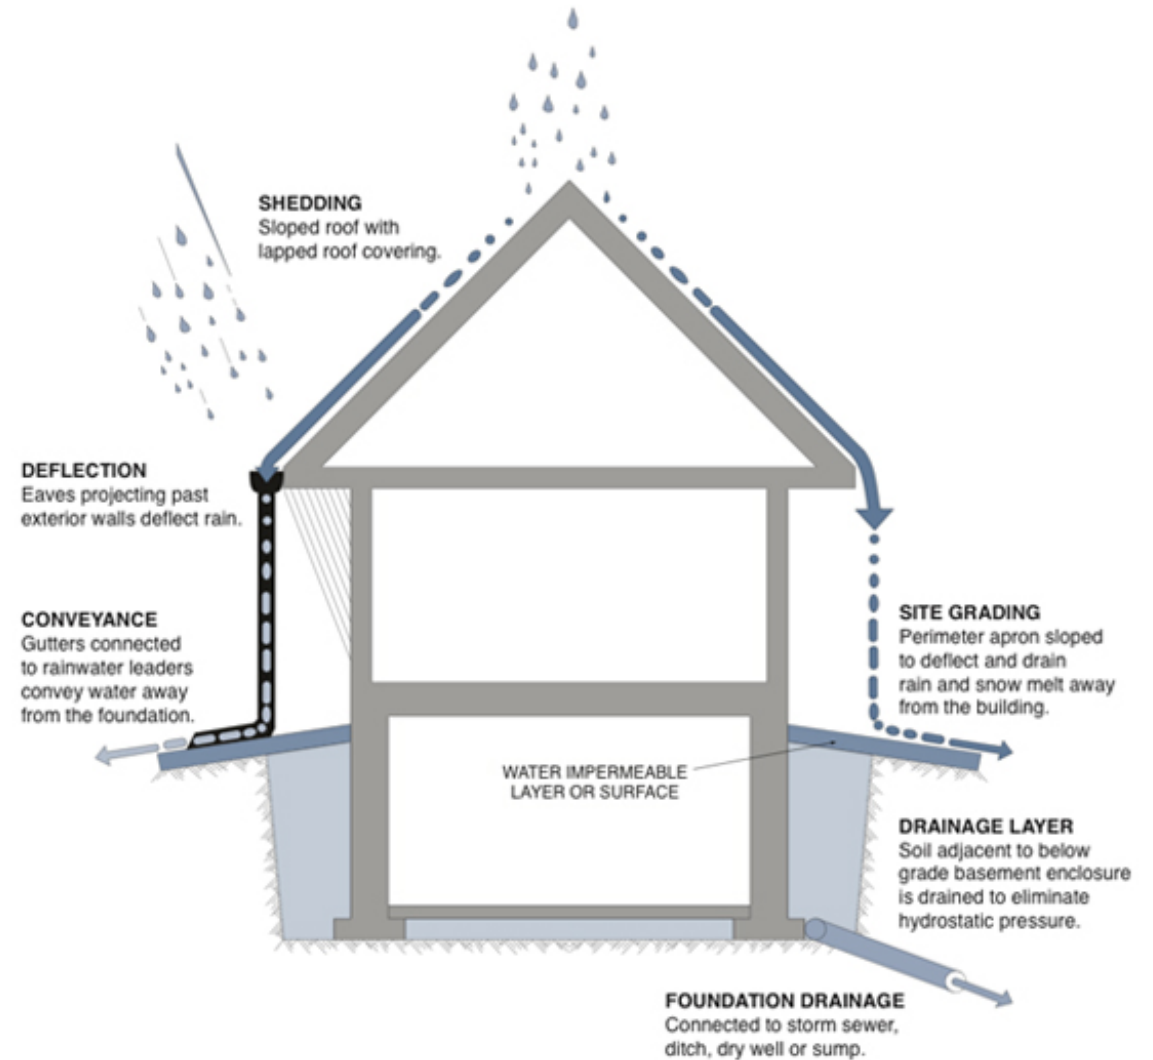 SHEDDING
Sloped roof with
lapped roof covering.
DEFLECTION
Eaves projecting past
exterior walls deflect rain.
CONVEYANCE
Gutters connected
to rainwater leaders
convey water away
from the foundation.
SITE GRADING
Perimeter apron sloped
to deflect and drain
rain and snow melt away
from the building.
WATER IMPERMEABLE
LAYER OR SURFACE
DRAINAGE LAYER
Soil adjacent to below
grade basement enclosure
is drained to eliminate
hydrostatic pressure.
FOUNDATION DRAINAGE
Connected to storm sewer,
ditch, dry well or sump.